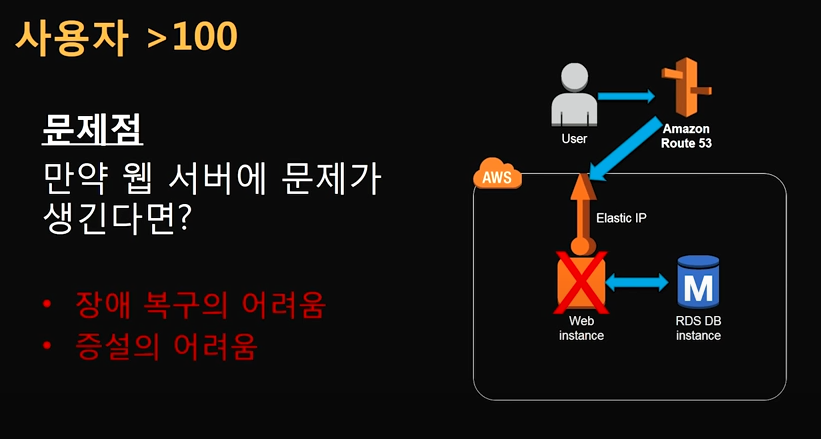 사용자 >100
문제점
만약 웹 서버에 문제가
생긴다면?
• 장애 복구의 어려움
• 증설의 어려움
User
Amazon
Route 53
AWS
Elastic IP
M
Web
instance
RDS DB
instance